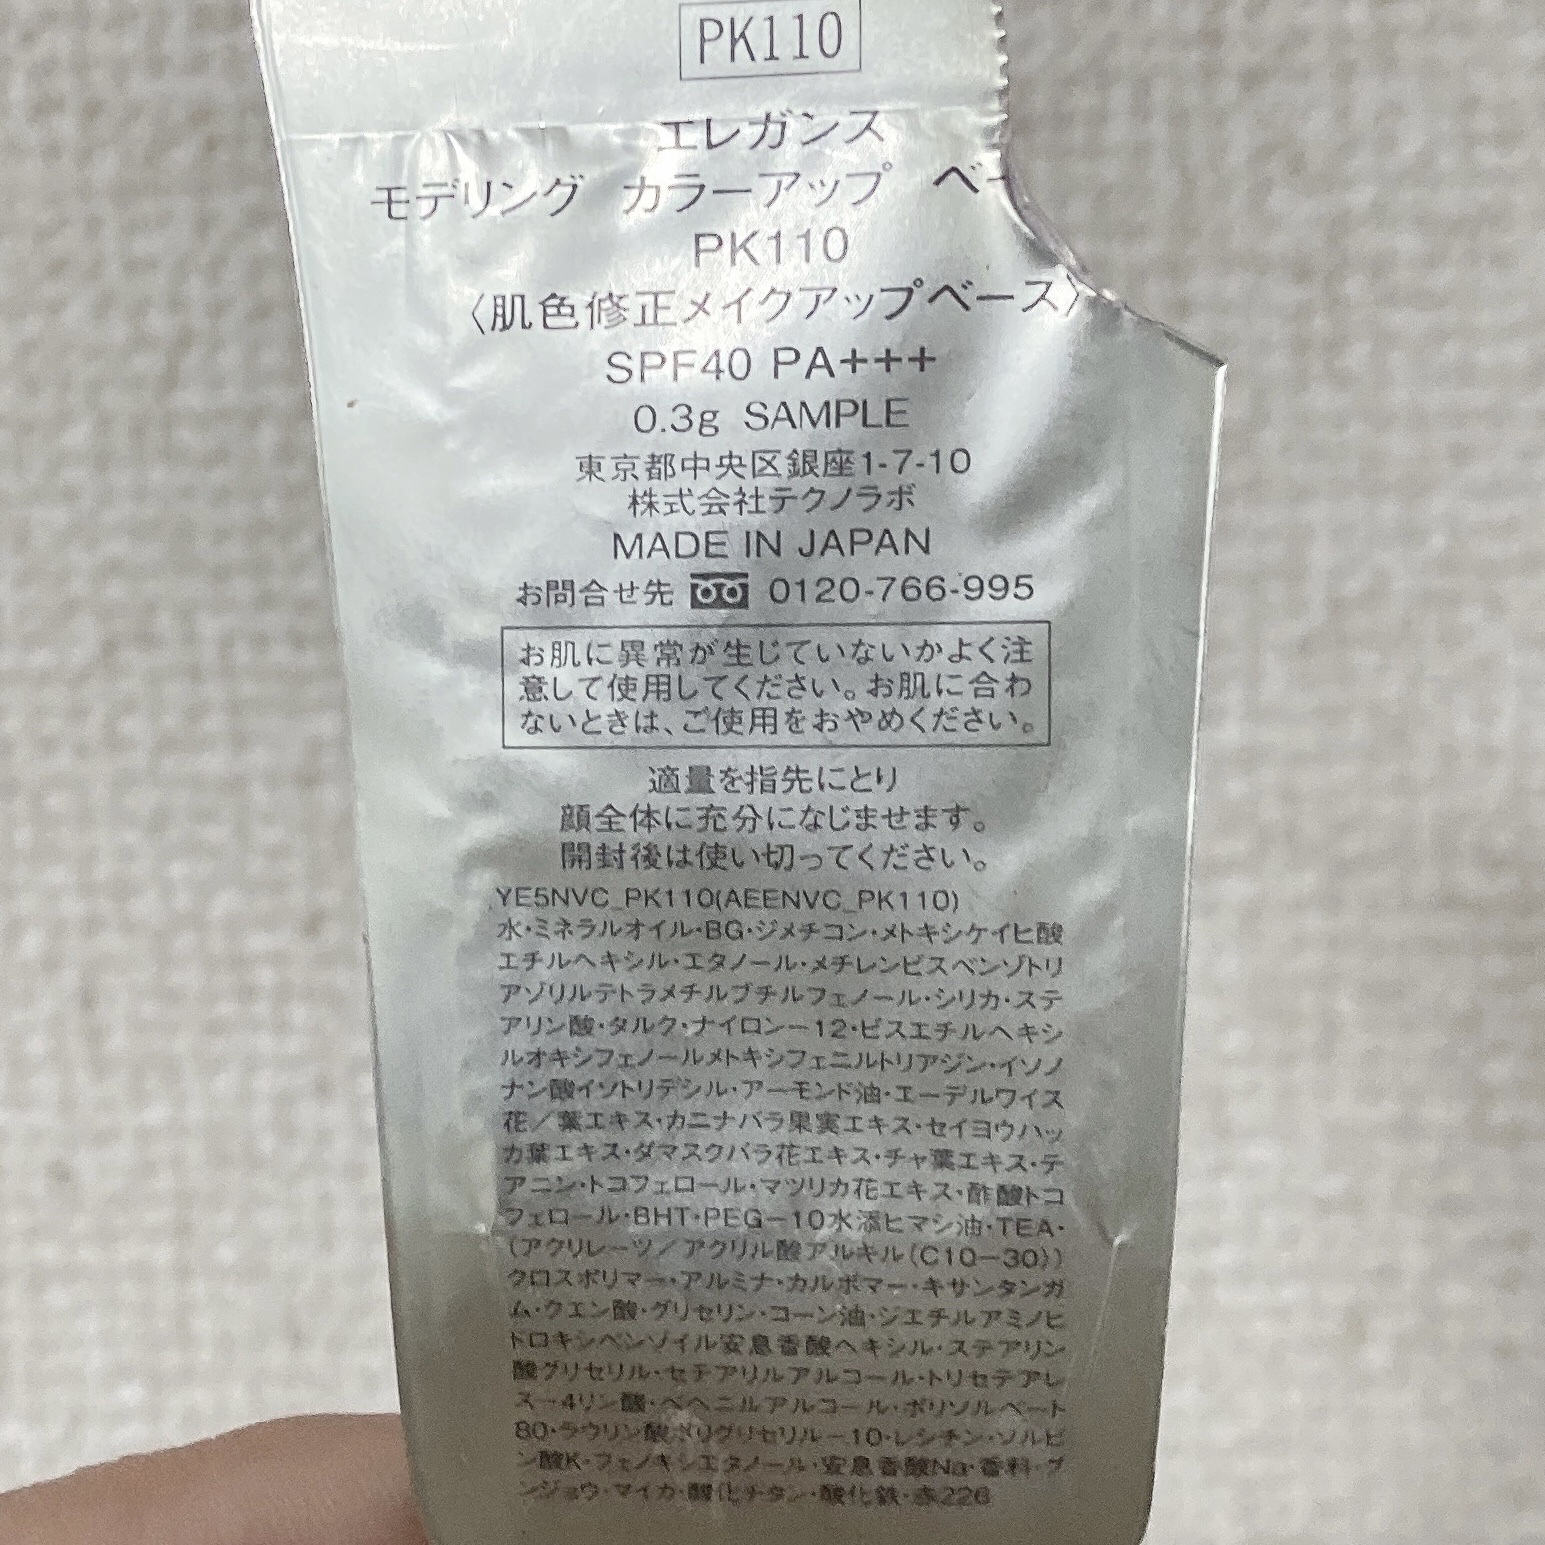 PK110
エレガンス
モデリング カラーアップ ベー
PK110
〈肌色修正メイクアップベース〉
SPF40 PA+++
0.3g SAMPLE
東京都中央区銀座1-7-10
株式会社テクノラボ
MADE IN JAPAN
お問合せ先 0120-766-995
お肌に異常が生じていないかよく注
意して使用してください。お肌に合わ
ないときは、ご使用をおやめください。
適量を指先にとり
顔全体に充分になじませます。
開封後は使い切ってください。
YE5NVC_PK110(AEENVC_PK110)
水・ミネラルオイル・BG・ジメチコン・メトキシケイヒ酸
エチルヘキシル・エタノール・メチレンビスベンゾトリ
アゾリルテトラメチルブチルフェノール・シリカ・ステ
アリン酸・タルク・ナイロン-12・ビスエチルヘキシ
ルオキシフェノールメトキシフェニルトリアジン・イソノ
ナン酸イソトリデシル・アーモンド油・エーデルワイス
花/葉エキス・カニナバラ果実エキス・セイヨウハッ
カ葉エキス・ダマスクバラ花エキス・チャ葉エキス・テ
アニン・トコフェロール・マツリカ花エキス・酢酸トコ
フェロール・BHT・PEG-10水添ヒマシ油・TEA・
(アクリレーツ/アクリル酸アルキル(C10-30))
クロスポリマー・アルミナ・カルボマー・キサンタンガ
ム・クエン酸・グリセリン・コーン油・ジエチルアミノヒ
ドロキシベンゾイル安息香酸ヘキシル・ステアリン
酸グリセリル・セテアリルアルコール・トリセテアレ
ス-4リン酸・ベヘニルアルコール・ポリソルベート
80・ラウリン酸ポリグリセリル-10・レシチン・ソルビ
ン酸K・フェノキシエタノール・安息香酸Na・香料・グ
ンジョウ・マイカ・酸化チタン・酸化鉄・赤226